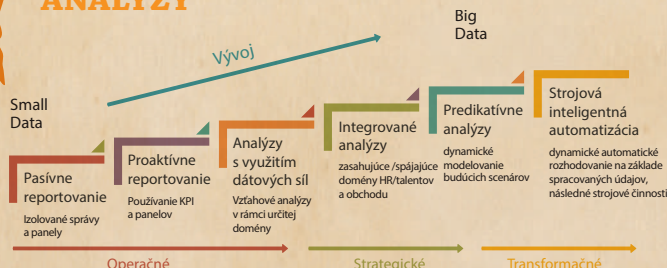 ANALÝZY
Big
Data
Vývoj
Small
Data
Pasívne
reportovanie
Izolované správy
a panely
Proaktívne
reportovanie
Používanie KPI
a panelov
Analýzy
s využitím
dátových síl
Vzťahové analýzy
v rámci určitej
domény
Integrované
analýzy
zasahujúce /spájajúce
domény HR/talentov
a obchodu
Predikatívne
analýzy
dynamické
modelovanie
budúcich scenárov
Strojová
inteligentná
automatizácia
dynamické automatické
rozhodovanie na základe
spracovaných údajov,
následné strojové činnosti
Operačné
Strategické
Transformačné